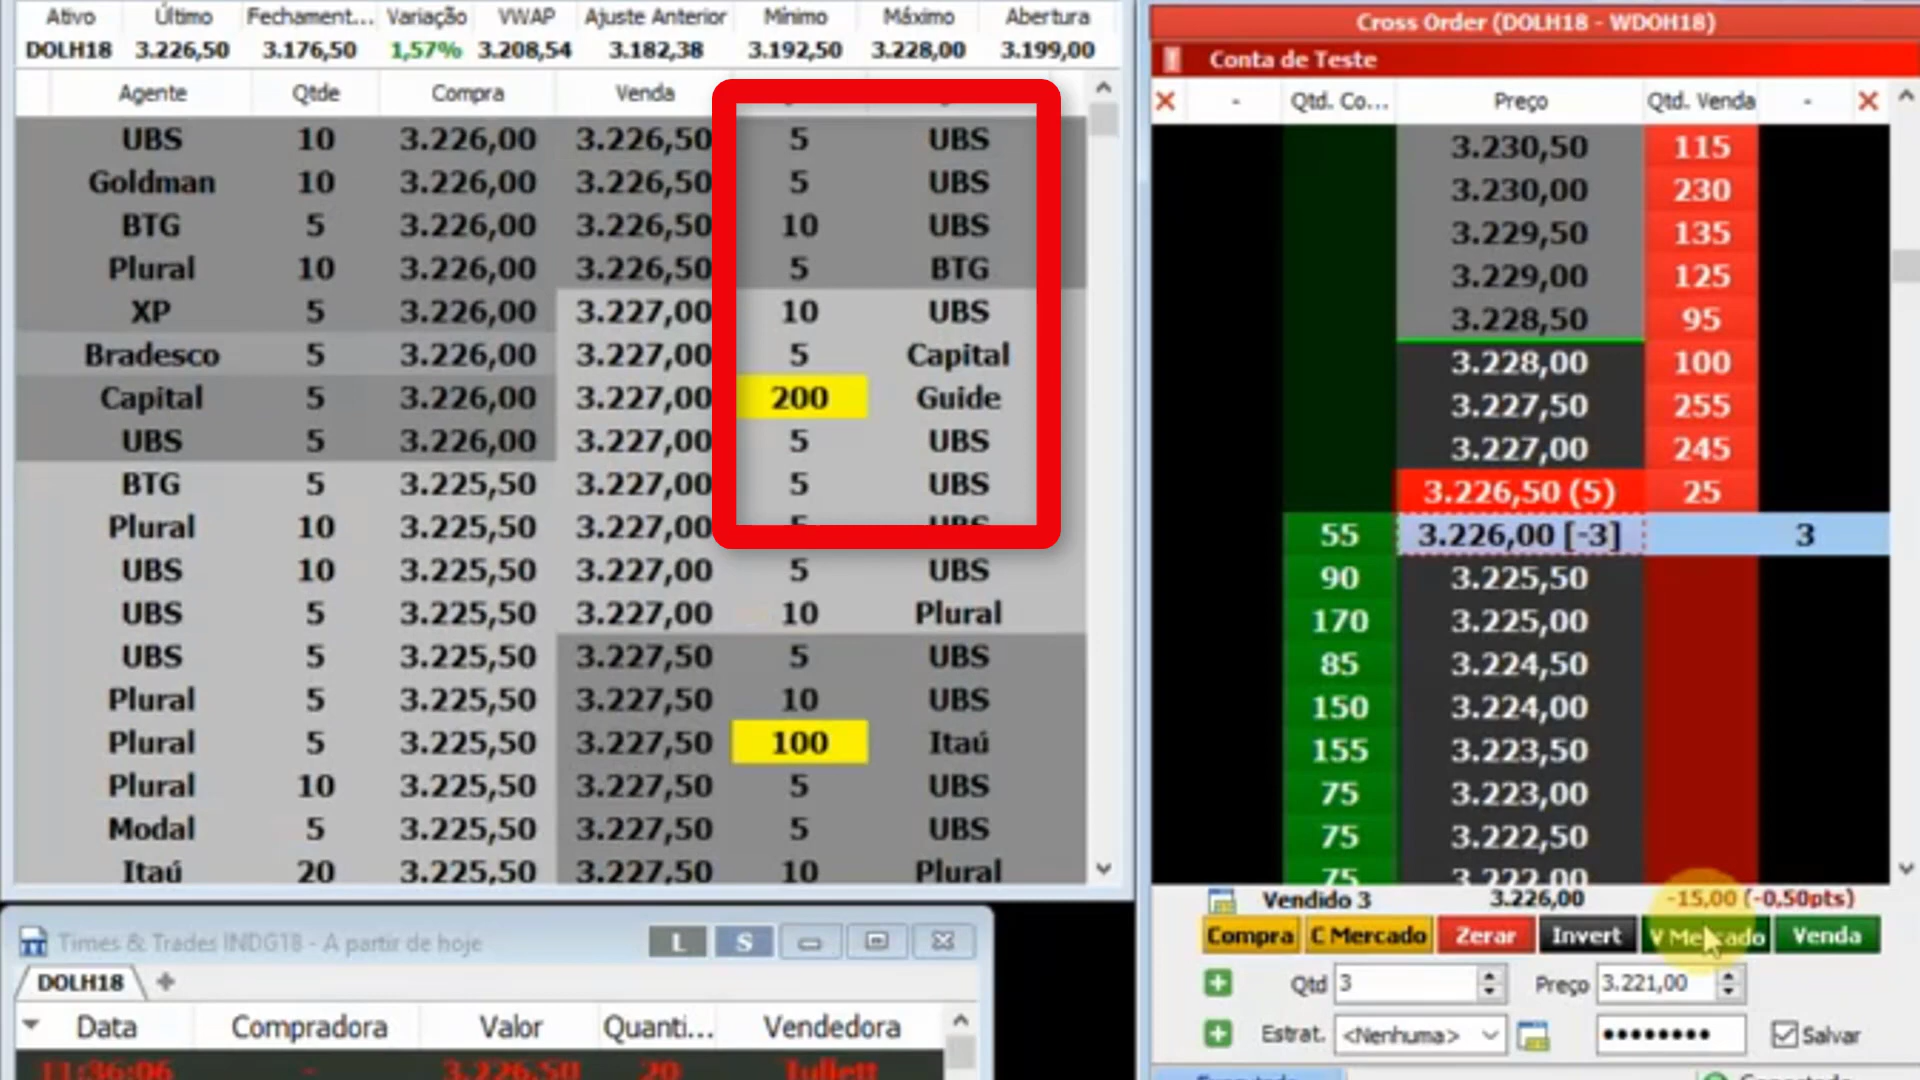 Ativo Último Fechament... Variação VWAP Ajuste Anterior Mínimo Máximo Abertura
DOLH18 3.226,50 3.176,50 1,57% 3.208,54 3.182,38 3.192,50 3.228,00 3.199,00
Agente Qtde Compra Venda
UBS 10 3.226,00 3.226,50 5 UBS
Goldman 10 3.226,00 3.226,50 5 UBS
BTG 5 3.226,00 3.226,50 10 UBS
Plural 10 3.226,00 3.226,50 5 BTG
XP 5 3.226,00 3.227,00 10 UBS
Bradesco 5 3.226,00 3.227,00 5 Capital
Capital 5 3.226,00 3.227,00 200 Guide
UBS 5 3.226,00 3.227,00 5 UBS
BTG 5 3.225,50 3.227,00 5 UBS
Plural 10 3.225,50 3.227,00 5 UBS
UBS 10 3.225,50 3.227,00 5 UBS
UBS 5 3.225,50 3.227,00 10 Plural
UBS 5 3.225,50 3.227,50 5 UBS
Plural 5 3.225,50 3.227,50 10 UBS
Plural 5 3.225,50 3.227,50 100 Itaú
Plural 10 3.225,50 3.227,50 5 UBS
Modal 5 3.225,50 3.227,50 5 UBS
Itaú 20 3.225,50 3.227,50 10 Plural
Times & Trades INDG18 - A partir de hoje L S
DOLH18 +
Data Compradora Valor Quanti... Vendedora
11:36:06 - 3.226,50 20 Tullett
Cross Order (DOLH18 - WDOH18)
Conta de Teste
- Qtd. Co... Preço Qtd. Venda -
3.230,50 115
3.230,00 230
3.229,50 135
3.229,00 125
3.228,50 95
3.228,00 100
3.227,50 255
3.227,00 245
3.226,50 (5) 25
55 3.226,00 [-3] 3
90 3.225,50
170 3.225,00
85 3.224,50
150 3.224,00
155 3.223,50
75 3.223,00
75 3.222,50
75 3.222,00
Vendido 3 3.226,00 -15,00 (-0,50pts)
Compra C Mercado Zerar Invert V Mercado Venda
Qtd 3 Preço 3.221,00
Estrat. <Nenhuma> •••••••• Salvar